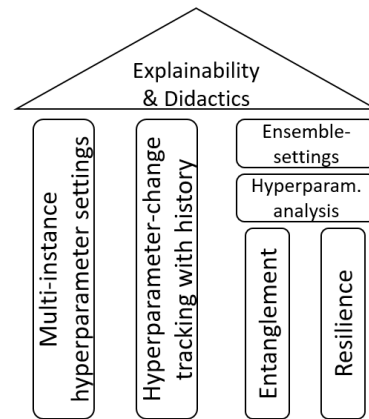 Explainability
& Didactics
Multi-instance
hyperparameter settings
Hyperparameter-change
tracking with history
Ensemble-
settings
Hyperparam.
analysis
Entanglement
Resilience